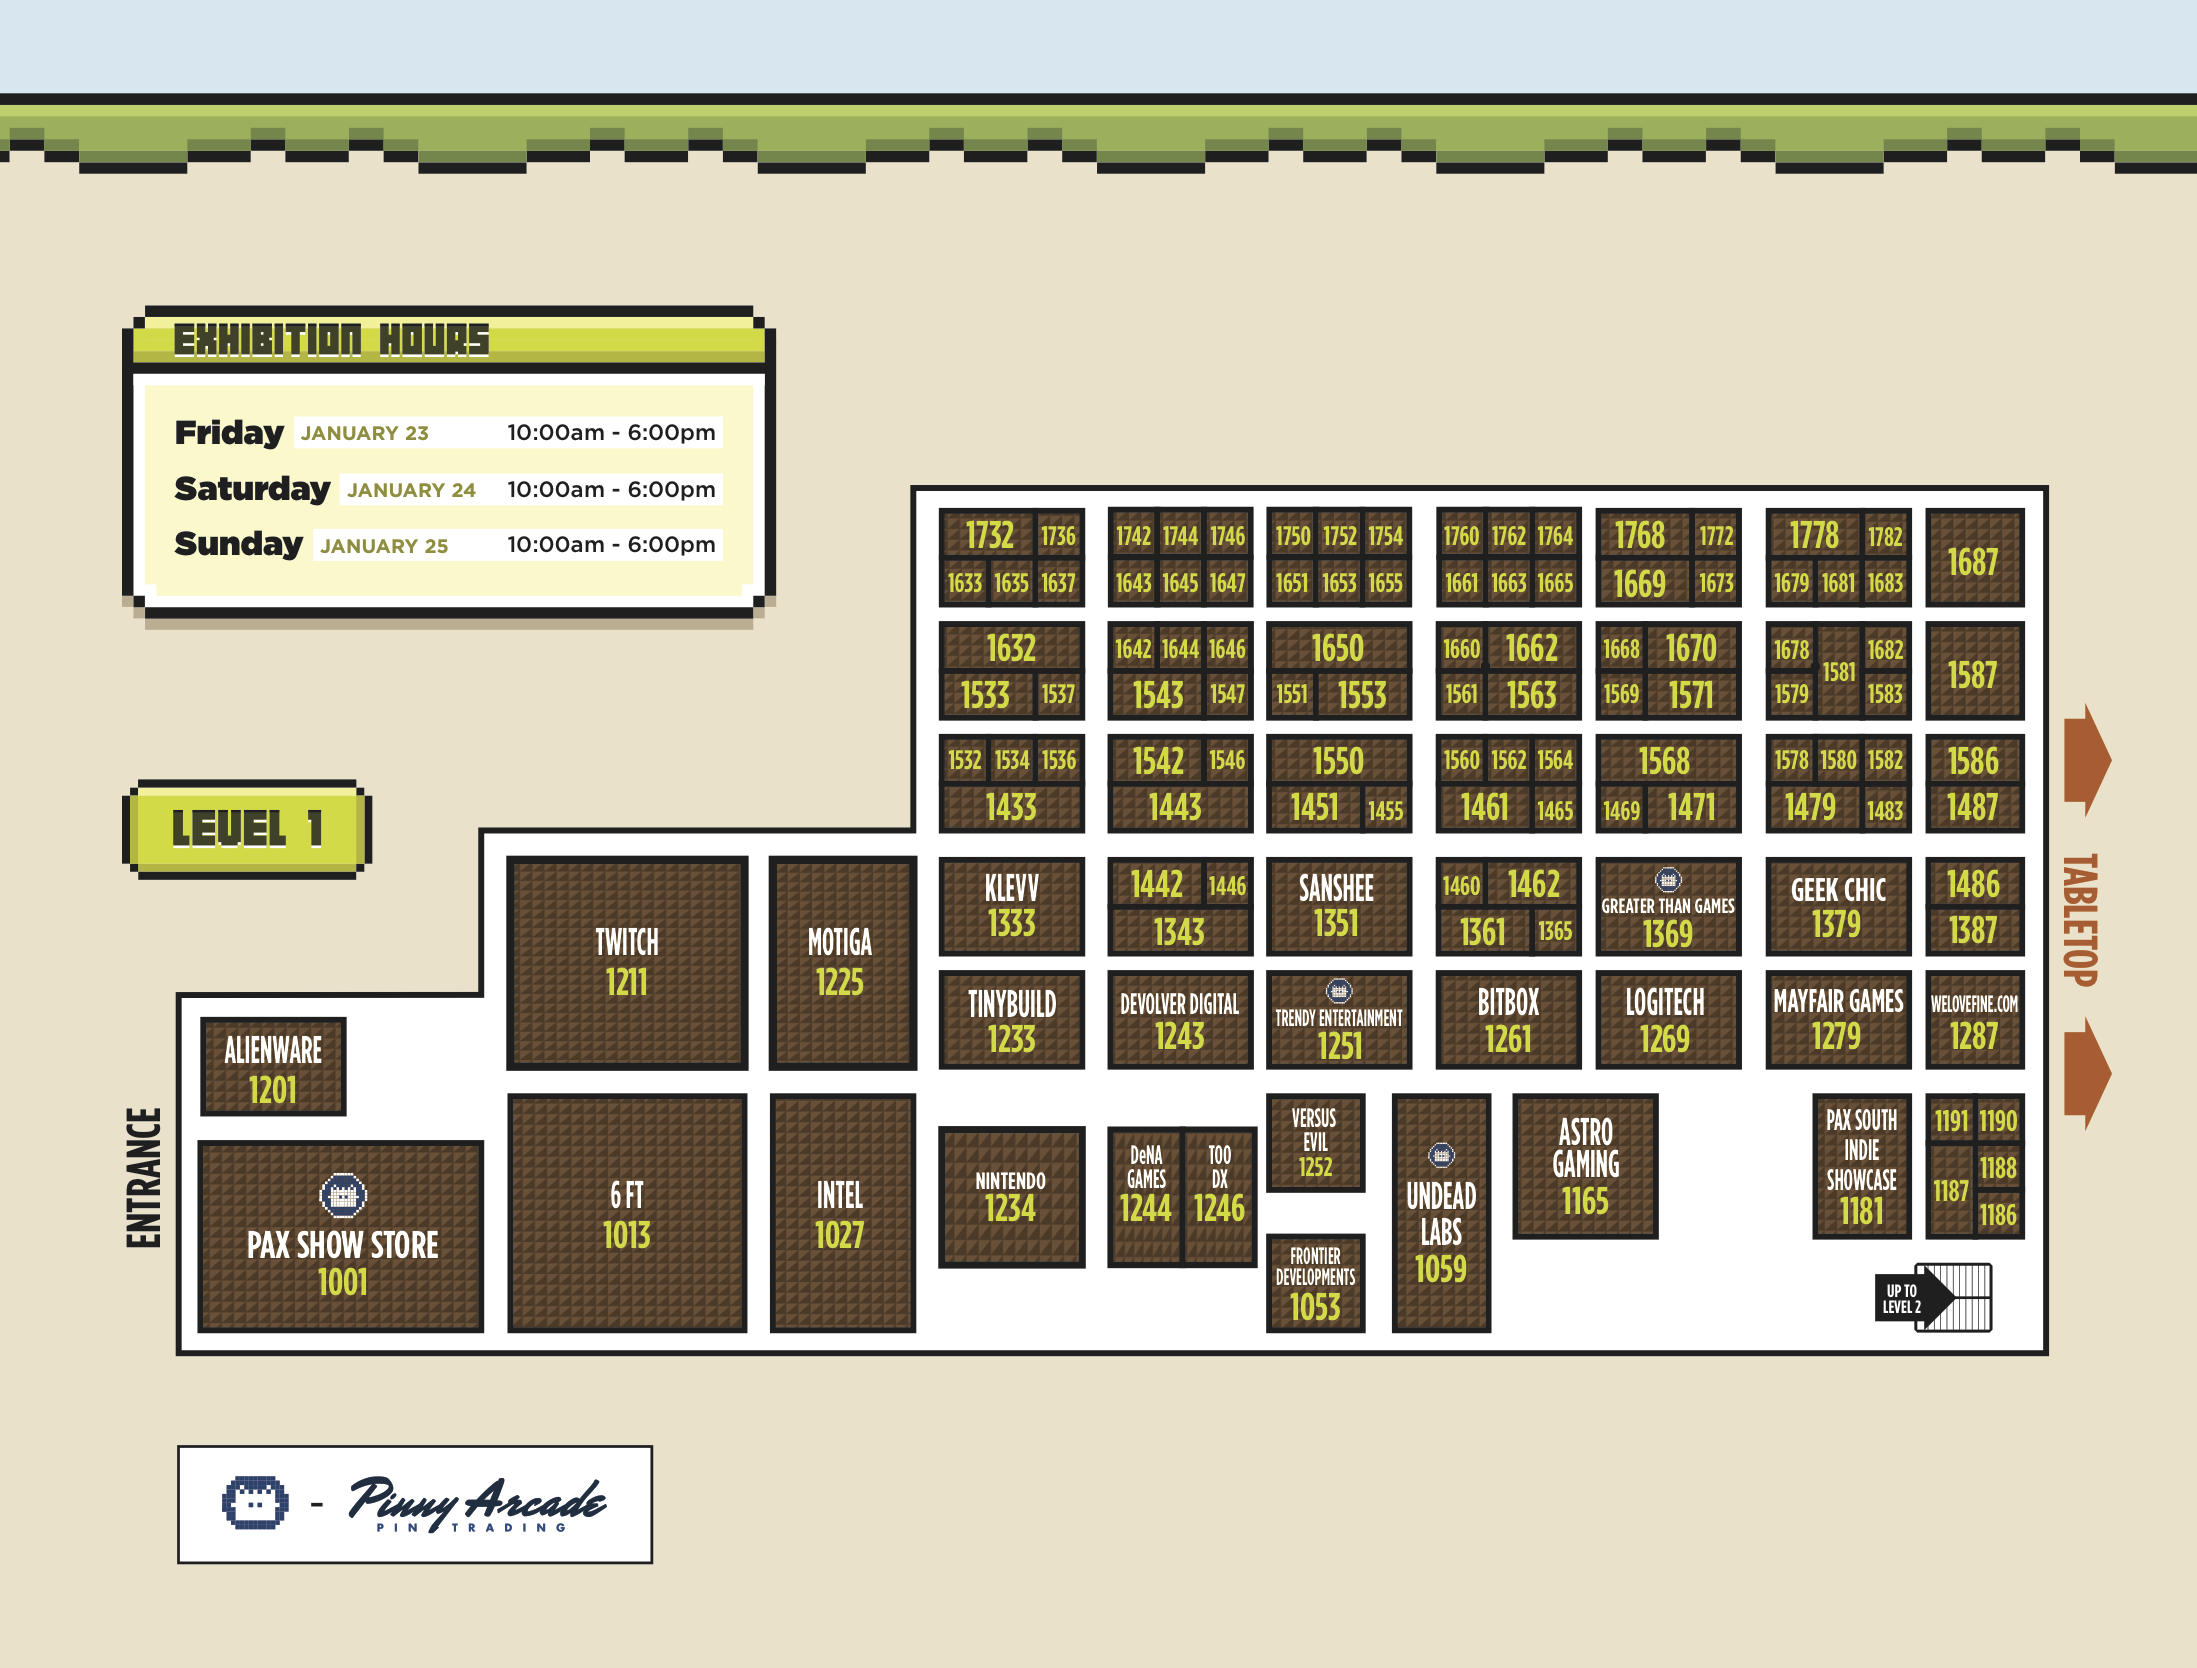 EXHIBITION HOURS
Friday JANUARY 23 10:00am - 6:00pm
Saturday JANUARY 24 10:00am - 6:00pm
Sunday JANUARY 25 10:00am - 6:00pm
LEVEL 1
1732 1736 1742 1744 1746 1750 1752 1754 1760 1762 1764 1768 1772 1778 1782 1687
1633 1635 1637 1643 1645 1647 1651 1653 1655 1661 1663 1665 1669 1673 1679 1681 1683
1632 1642 1644 1646 1650 1660 1662 1668 1670 1678 1581 1682 1587
1533 1537 1543 1547 1551 1553 1561 1563 1569 1571 1579 1583
1532 1534 1536 1542 1546 1550 1560 1562 1564 1568 1578 1580 1582 1586
1433 1443 1451 1455 1461 1465 1469 1471 1479 1483 1487
TWITCH
1211
MOTIGA
1225
KLEVV
1333
1442 1446
1343
SANSHEE
1351
1460 1462
1361 1365
GREATER THAN GAMES
1369
GEEK CHIC
1379
1486
1387
TINYBUILD
1233
DEVOLVER DIGITAL
1243
TRENDY ENTERTAINMENT
1251
BITBOX
1261
LOGITECH
1269
MAYFAIR GAMES
1279
WELOVEFINE.COM
1287
TABLETOP
ALIENWARE
1201
ENTRANCE
PAX SHOW STORE
1001
6 FT
1013
INTEL
1027
NINTENDO
1234
DeNA
GAMES
1244
TOO
DX
1246
VERSUS
EVIL
1252
FRONTIER
DEVELOPMENTS
1053
UNDEAD
LABS
1059
ASTRO
GAMING
1165
PAX SOUTH
INDIE
SHOWCASE
1181
1191 1190
1188
1187
1186
UP TO
LEVEL 2
- Pinny Arcade
PIN TRADING